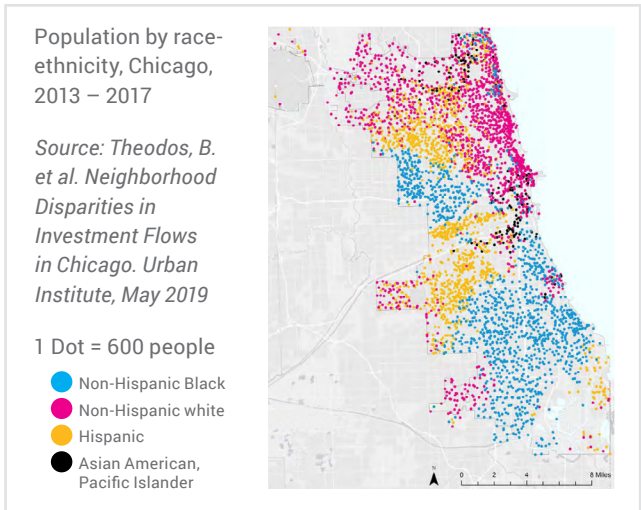 Population by race-
ethnicity, Chicago,
2013 – 2017
Source: Theodos, B.
et al. Neighborhood
Disparities in
Investment Flows
in Chicago. Urban
Institute, May 2019
1 Dot = 600 people
Non-Hispanic Black
Non-Hispanic white
Hispanic
Asian American,
Pacific Islander
N
0 2 4 6 8 Miles